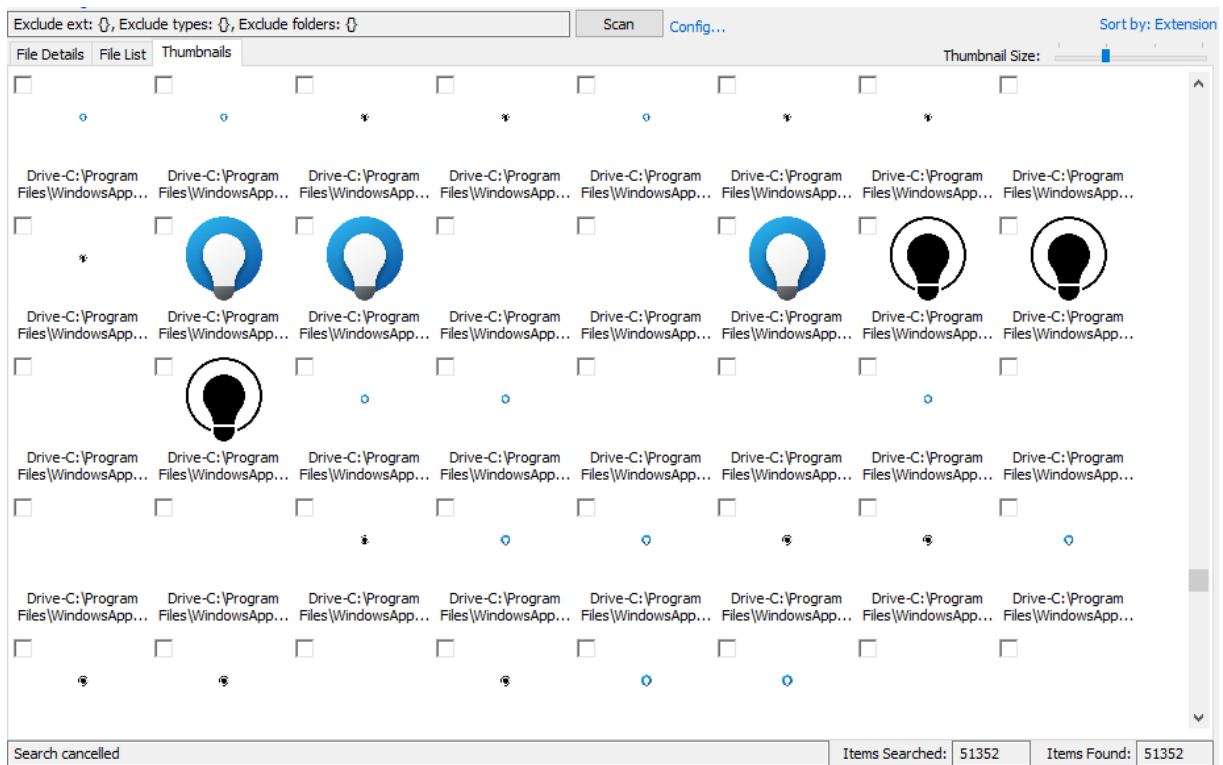 Exclude ext: {}, Exclude types: {}, Exclude folders: {}
Scan
Config...
Sort by: Extension
File Details
File List
Thumbnails
Thumbnail Size:
Drive-C:\Program Drive-C:\Program Drive-C:\Program Drive-C:\Program Drive-C:\Program Drive-C:\Program Drive-C:\Program Drive-C:\Program
Files\WindowsApp... Files\WindowsApp... Files\WindowsApp... Files\WindowsApp... Files\WindowsApp... Files\WindowsApp... Files\WindowsApp... Files\WindowsApp...
Drive-C:\Program Drive-C:\Program Drive-C:\Program Drive-C:\Program Drive-C:\Program Drive-C:\Program Drive-C:\Program Drive-C:\Program
Files\WindowsApp... Files\WindowsApp... Files\WindowsApp... Files\WindowsApp... Files\WindowsApp... Files\WindowsApp... Files\WindowsApp... Files\WindowsApp...
Drive-C:\Program Drive-C:\Program Drive-C:\Program Drive-C:\Program Drive-C:\Program Drive-C:\Program Drive-C:\Program Drive-C:\Program
Files\WindowsApp... Files\WindowsApp... Files\WindowsApp... Files\WindowsApp... Files\WindowsApp... Files\WindowsApp... Files\WindowsApp... Files\WindowsApp...
Drive-C:\Program Drive-C:\Program Drive-C:\Program Drive-C:\Program Drive-C:\Program Drive-C:\Program Drive-C:\Program Drive-C:\Program
Files\WindowsApp... Files\WindowsApp... Files\WindowsApp... Files\WindowsApp... Files\WindowsApp... Files\WindowsApp... Files\WindowsApp... Files\WindowsApp...
Search cancelled
Items Searched: 51352
Items Found: 51352